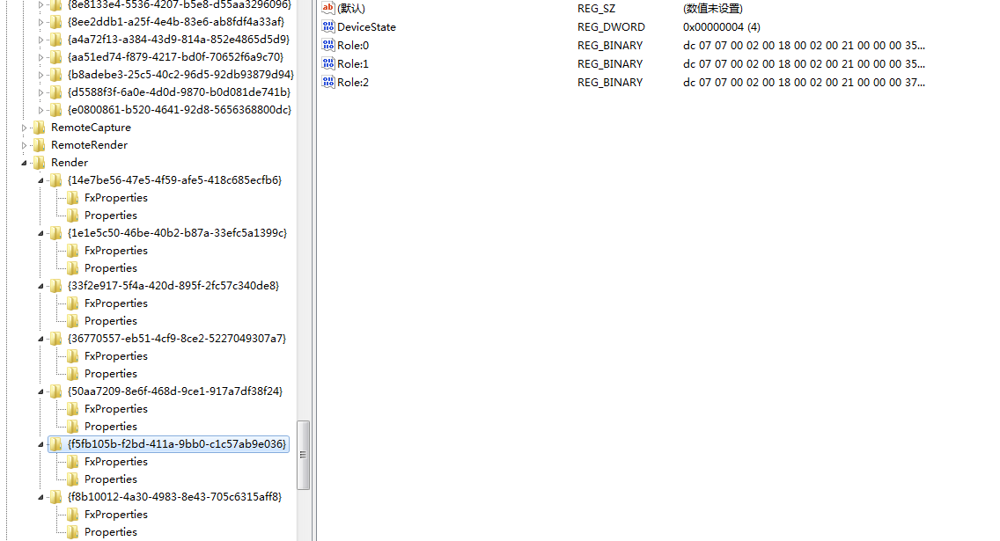 {8e8133e4-5536-4207-b5e8-d55aa3296096}
{8ee2ddb1-a25f-4e4b-83e6-ab8fdf4a33af}
{a4a72f13-a384-43d9-814a-852e4865d5d9}
{aa51ed74-f879-4217-bd0f-70652f6a9c70}
{b8adebe3-25c5-40c2-96d5-92db93879d94}
{d5588f3f-6a0e-4d0d-9870-b0d081de741b}
{e0800861-b520-4641-92d8-5656368800dc}
RemoteCapture
RemoteRender
Render
{14e7be56-47e5-4f59-afe5-418c685ecfb6}
FxProperties
Properties
{1e1e5c50-46be-40b2-b87a-33efc5a1399c}
FxProperties
Properties
{33f2e917-5f4a-420d-895f-2fc57c340de8}
FxProperties
Properties
{36770557-eb51-4cf9-8ce2-5227049307a7}
FxProperties
Properties
{50aa7209-8e6f-468d-9ce1-917a7df38f24}
FxProperties
Properties
{f5fb105b-f2bd-411a-9bb0-c1c57ab9e036}
FxProperties
Properties
{f8b10012-4a30-4983-8e43-705c6315aff8}
FxProperties
Properties
(默认) REG_SZ (数值未设置)
DeviceState REG_DWORD 0x00000004 (4)
Role:0 REG_BINARY dc 07 07 00 02 00 18 00 02 00 21 00 00 00 35...
Role:1 REG_BINARY dc 07 07 00 02 00 18 00 02 00 21 00 00 00 35...
Role:2 REG_BINARY dc 07 07 00 02 00 18 00 02 00 21 00 00 00 37...